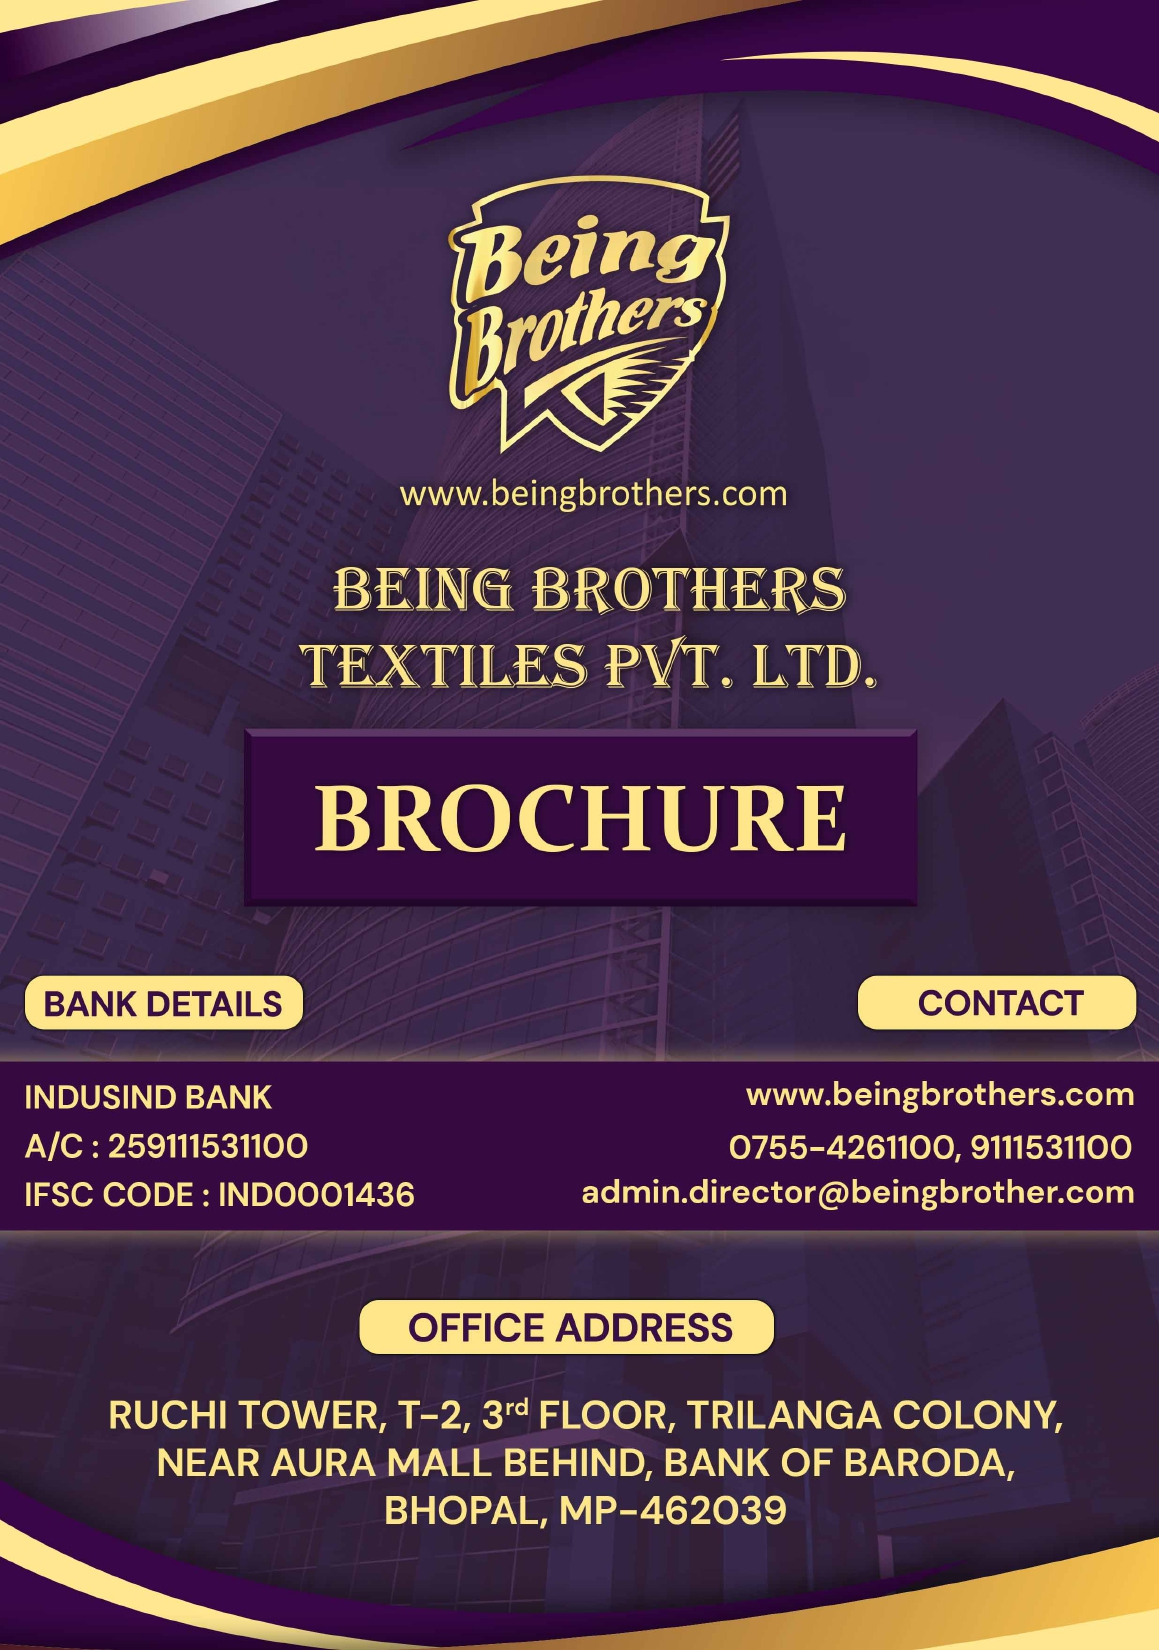 Being
Brothers
www.beingbrothers.com
BEING BROTHERS
TEXTILES PVT. LTD.
BROCHURE
BANK DETAILS
INDUSIND BANK
A/C : 259111531100
IFSC CODE : IND0001436
CONTACT
www.beingbrothers.com
0755-4261100, 9111531100
admin.director@beingbrother.com
OFFICE ADDRESS
RUCHI TOWER, T-2, 3rd FLOOR, TRILANGA COLONY,
NEAR AURA MALL BEHIND, BANK OF BARODA,
BHOPAL, MP-462039